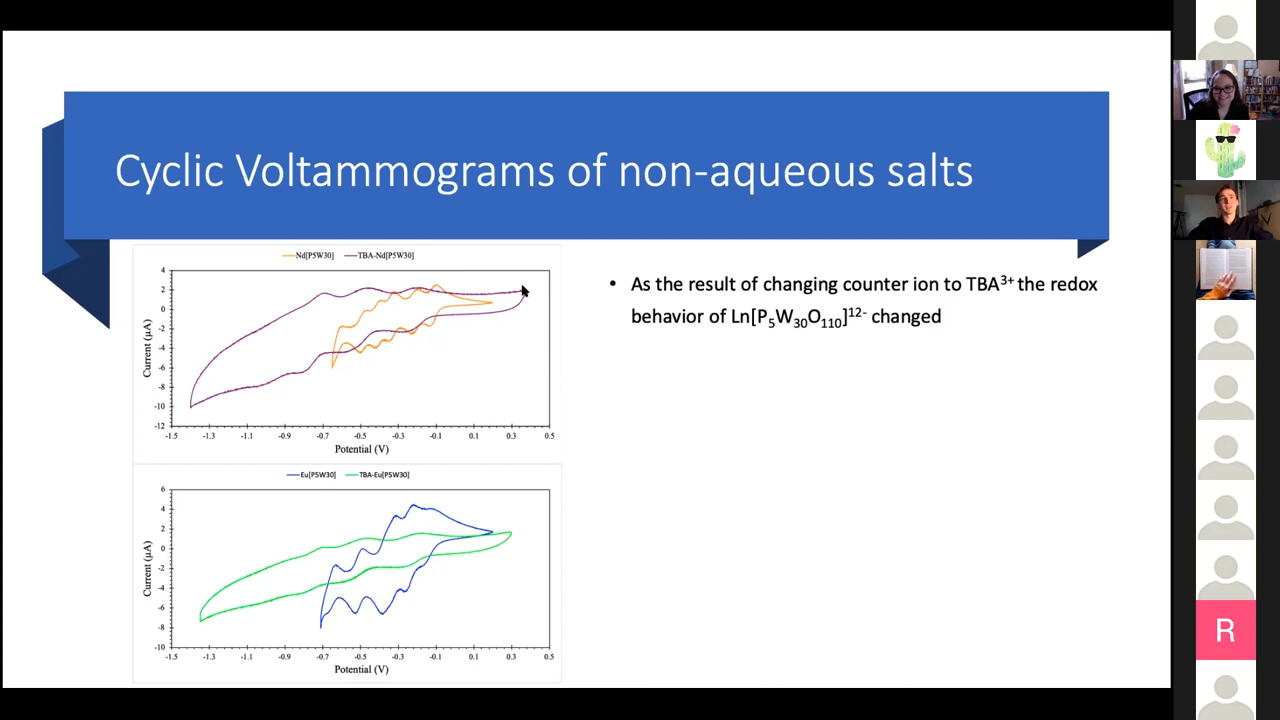 Cyclic Voltammograms of non-aqueous salts
Nd[P5W30] TBA-Nd[P5W30]
4
2
0
-2
-4
-6
-8
-10
-12
Current (µA)
-1.5 -1.3 -1.1 -0.9 -0.7 -0.5 -0.3 -0.1 0.1 0.3 0.5
Potential (V)
Eu[P5W30] TBA-Eu[P5W30]
6
4
2
0
-2
-4
-6
-8
-10
Current (µA)
-1.5 -1.3 -1.1 -0.9 -0.7 -0.5 -0.3 -0.1 0.1 0.3 0.5
Potential (V)
• As the result of changing counter ion to TBA³⁺ the redox
behavior of Ln[P₅W₃₀O₁₁₀]¹²⁻ changed
R